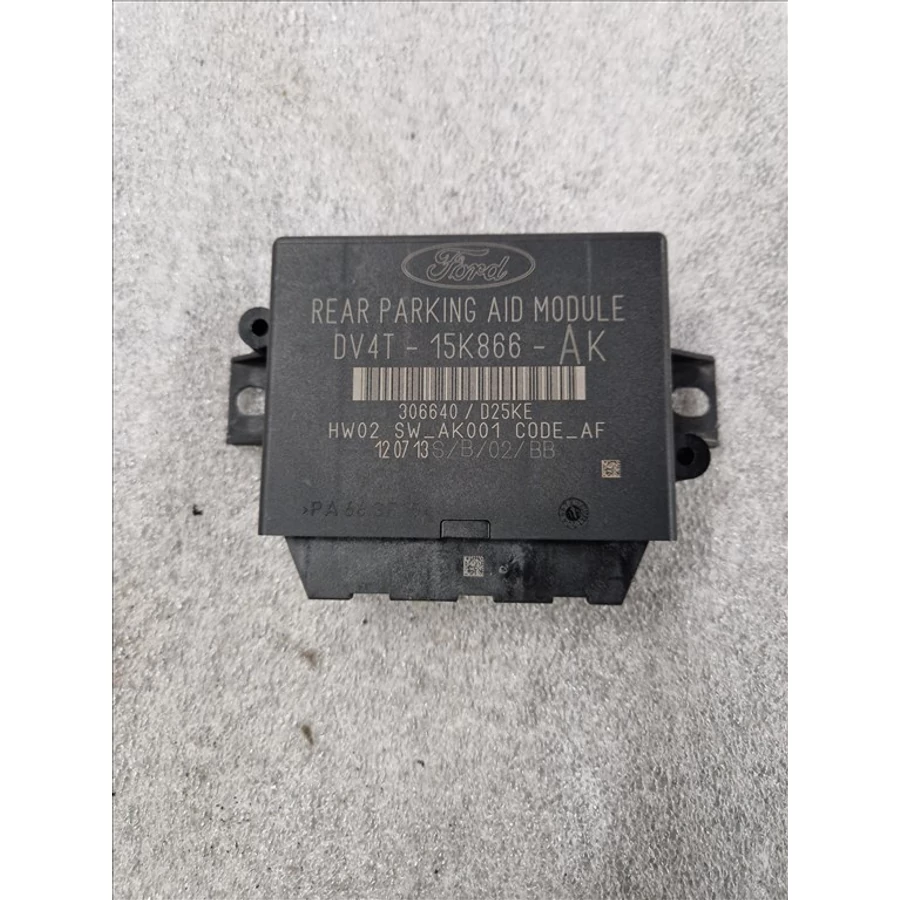 Ford
REAR PARKING AID MODULE
DV4T - 15K866 - AK
306640 / D25KE
HW02 SW_AK001 CODE_AF
12 07 13 S/B/02/BB